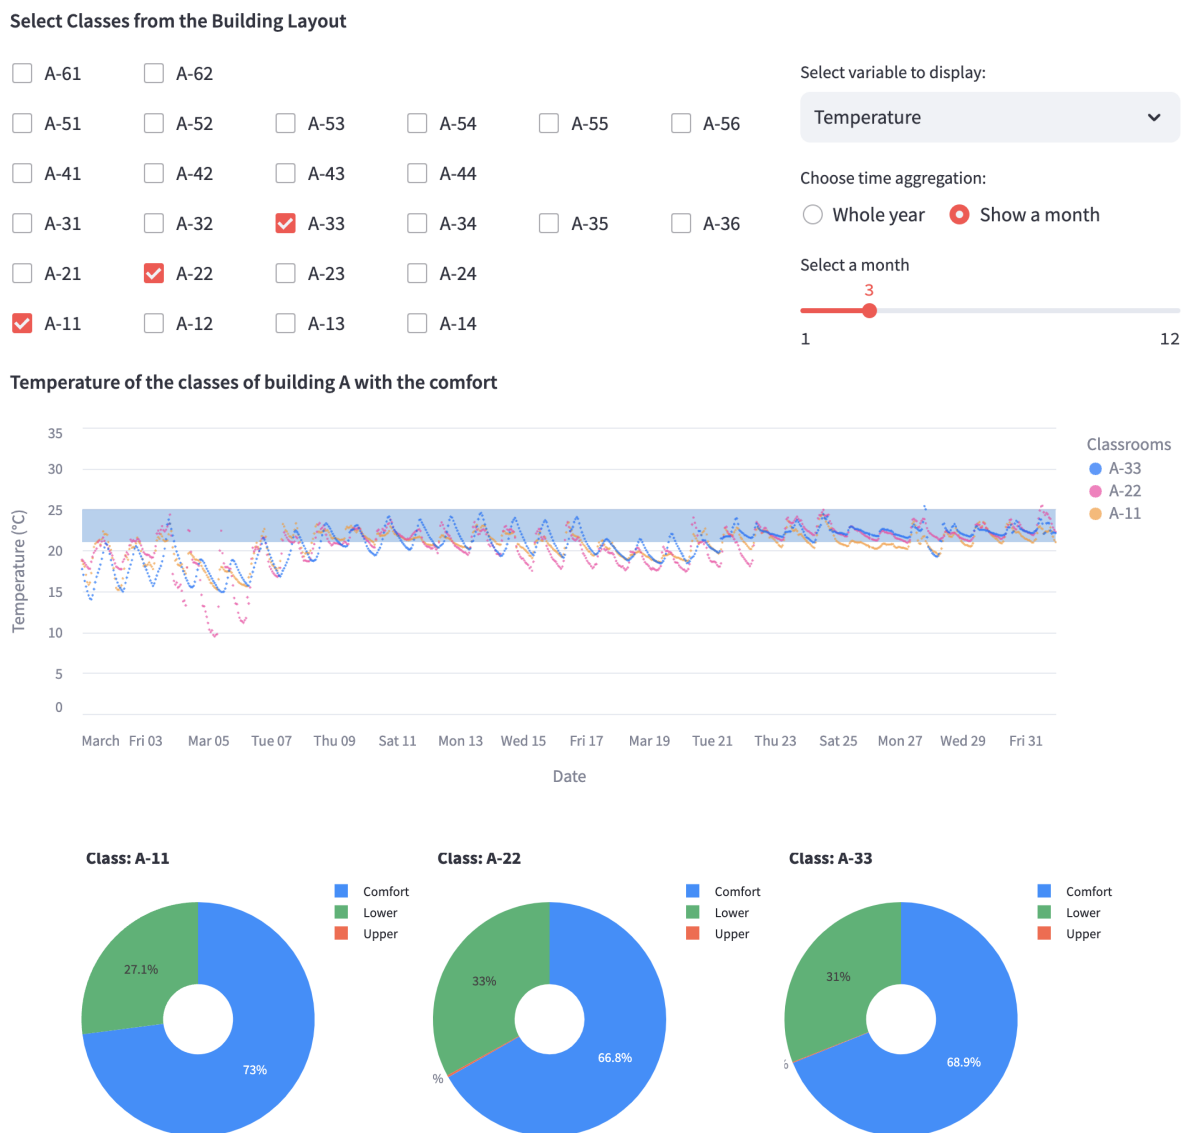 Select Classes from the Building Layout
A-61 A-62
A-51 A-52 A-53 A-54 A-55 A-56
A-41 A-42 A-43 A-44
A-31 A-32 A-33 A-34 A-35 A-36
A-21 A-22 A-23 A-24
A-11 A-12 A-13 A-14
Select variable to display:
Temperature
Choose time aggregation:
Whole year Show a month
Select a month
3
1 12
Temperature of the classes of building A with the comfort
Temperature (°C)
35
30
25
20
15
10
5
0
March Fri 03 Mar 05 Tue 07 Thu 09 Sat 11 Mon 13 Wed 15 Fri 17 Mar 19 Tue 21 Thu 23 Sat 25 Mon 27 Wed 29 Fri 31
Date
Classrooms
A-33
A-22
A-11
Class: A-11
Comfort
Lower
Upper
27.1%
73%
Class: A-22
Comfort
Lower
Upper
33%
66.8%
%
Class: A-33
Comfort
Lower
Upper
31%
68.9%